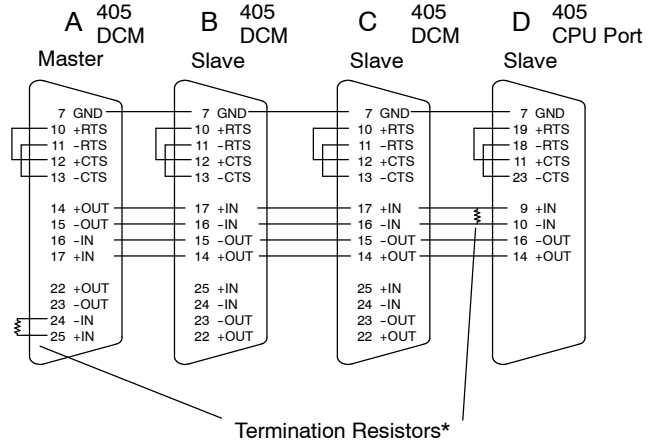 A 405 DCM
Master
7 GND
10 +RTS
11 −RTS
12 +CTS
13 −CTS
14 +OUT
15 −OUT
16 −IN
17 +IN
22 +OUT
23 −OUT
24 −IN
25 +IN
B 405 DCM
Slave
7 GND
10 +RTS
11 −RTS
12 +CTS
13 −CTS
17 +IN
16 −IN
15 −OUT
14 +OUT
25 +IN
24 −IN
23 −OUT
22 +OUT
C 405 DCM
Slave
7 GND
10 +RTS
11 −RTS
12 +CTS
13 −CTS
17 +IN
16 −IN
15 −OUT
14 +OUT
25 +IN
24 −IN
23 −OUT
22 +OUT
D 405 CPU Port
Slave
7 GND
19 +RTS
18 −RTS
11 +CTS
23 −CTS
9 +IN
10 −IN
16 −OUT
14 +OUT
Termination Resistors*